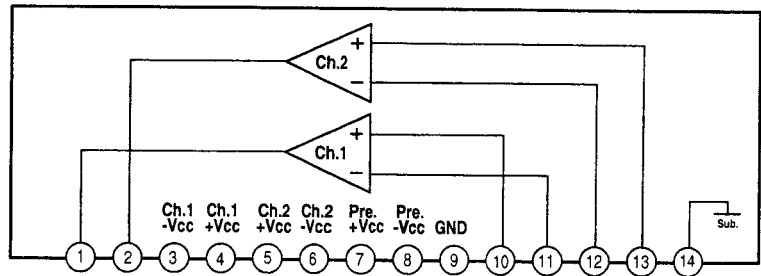 +
Ch.2
−
+
Ch.1
−
Ch.1 Ch.1 Ch.2 Ch.2 Pre. Pre.
-Vcc +Vcc +Vcc -Vcc +Vcc -Vcc GND
Sub.
1 2 3 4 5 6 7 8 9 10 11 12 13 14